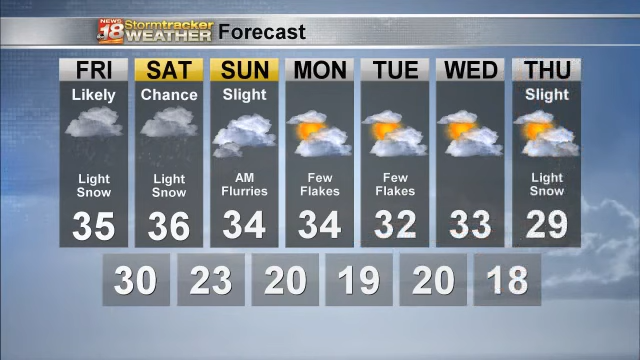 NEWS 18 Stormtracker WEATHER Forecast
FRI SAT SUN MON TUE WED THU
Likely Chance Slight Slight
Light Snow Light Snow AM Flurries Few Flakes Few Flakes Light Snow
35 36 34 34 32 33 29
30 23 20 19 20 18